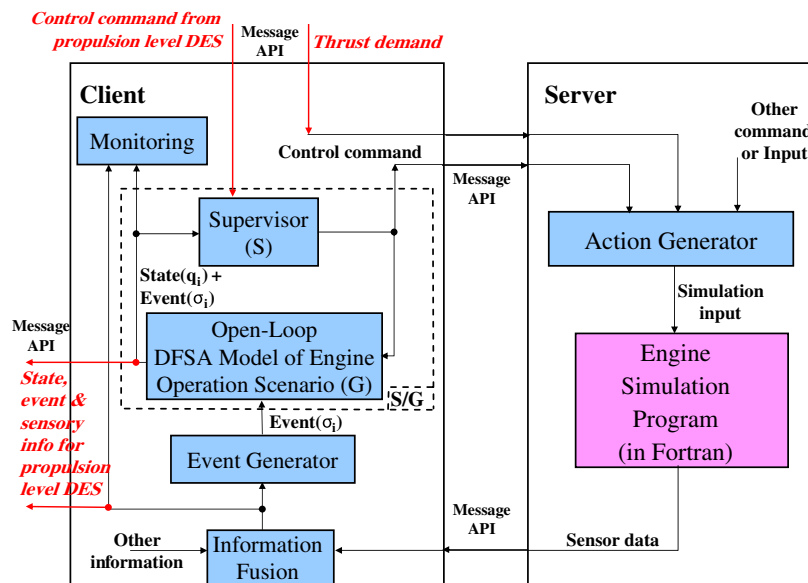 Control command from
propulsion level DES
Message
API
Thrust demand
Client
Server
Monitoring
Other
command
or Input
Control command
Message
API
Supervisor
(S)
Action Generator
State(qi) +
Event(σi)
Simulation
input
Message
API
Open-Loop
DFSA Model of Engine
Operation Scenario (G)
Engine
Simulation
Program
(in Fortran)
State,
event &
sensory
info for
propulsion
level DES
S/G
Event(σi)
Event Generator
Message
API
Other
information
Information
Fusion
Sensor data